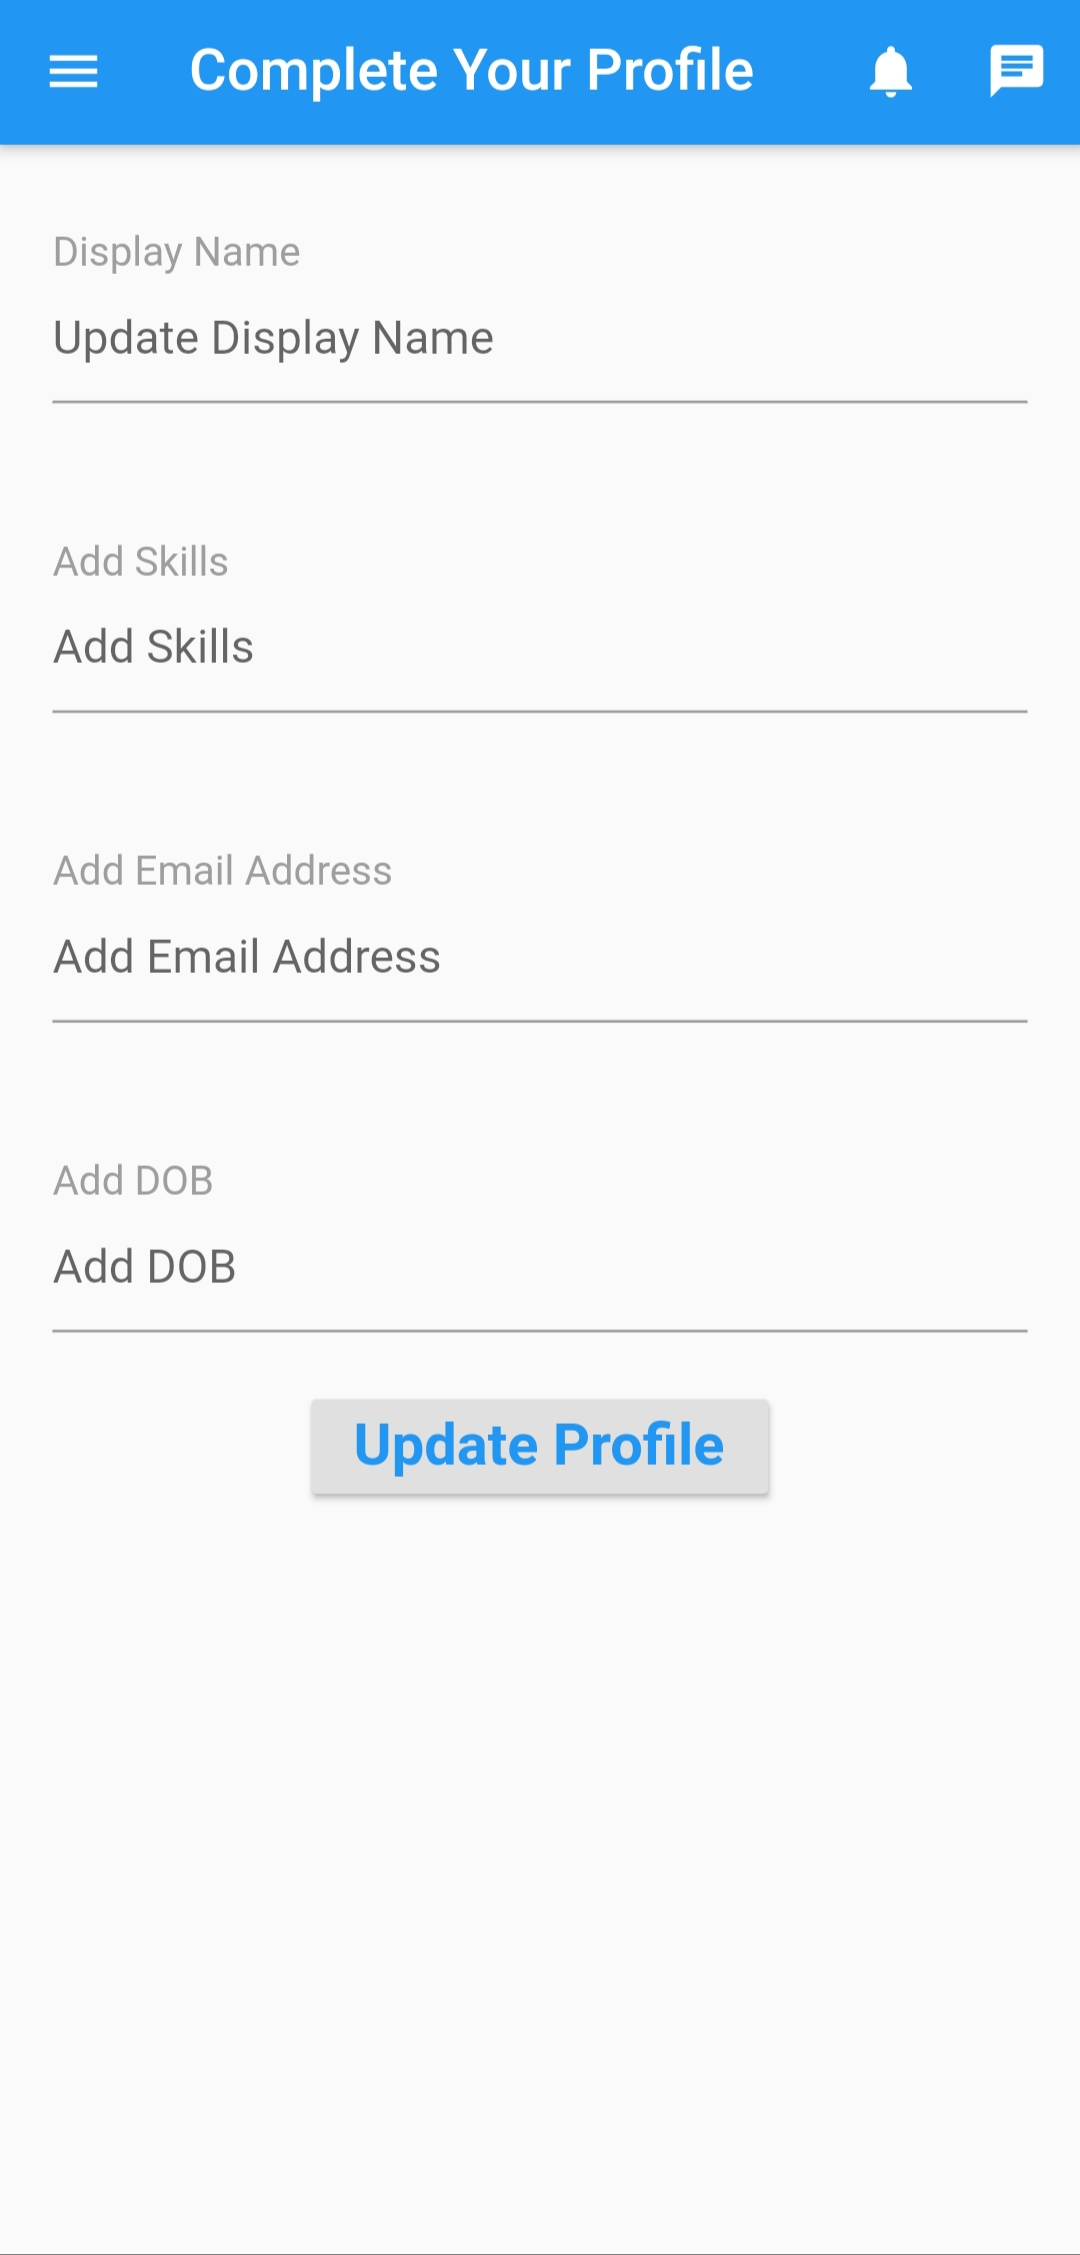 Complete Your Profile
Display Name
Update Display Name
Add Skills
Add Skills
Add Email Address
Add Email Address
Add DOB
Add DOB
Update Profile